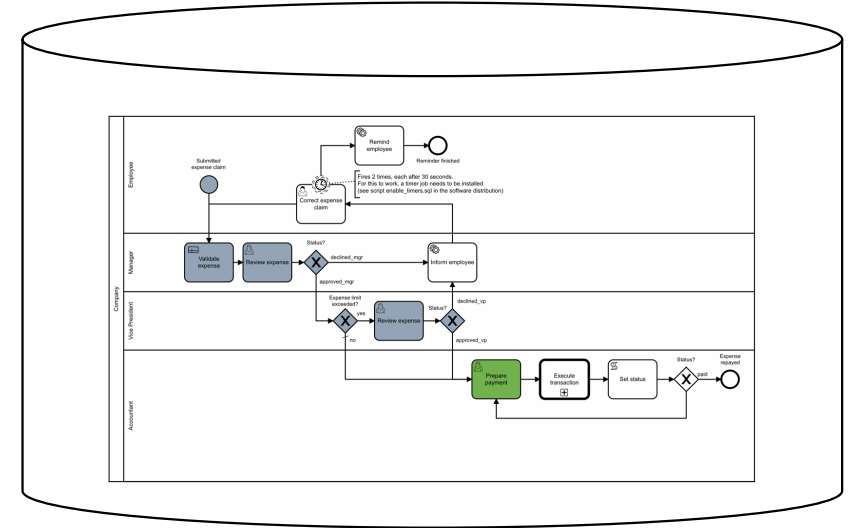 Company
Employee
Submitted
expense claim
Remind
employee
Reminder finished
Fires 2 times, each after 30 seconds.
For this to work, a timer job needs to be installed
(see script enable_timers.sql in the software distribution)
Correct expense
claim
Manager
Validate
expense
Review expense
Status?
declined_mgr
approved_mgr
Inform employee
Vice President
Expense limit
exceeded?
yes
no
Review expense
Status?
declined_vp
approved_vp
Accountant
Prepare
payment
Execute
transaction
Set status
Status?
paid
Expense
repayed